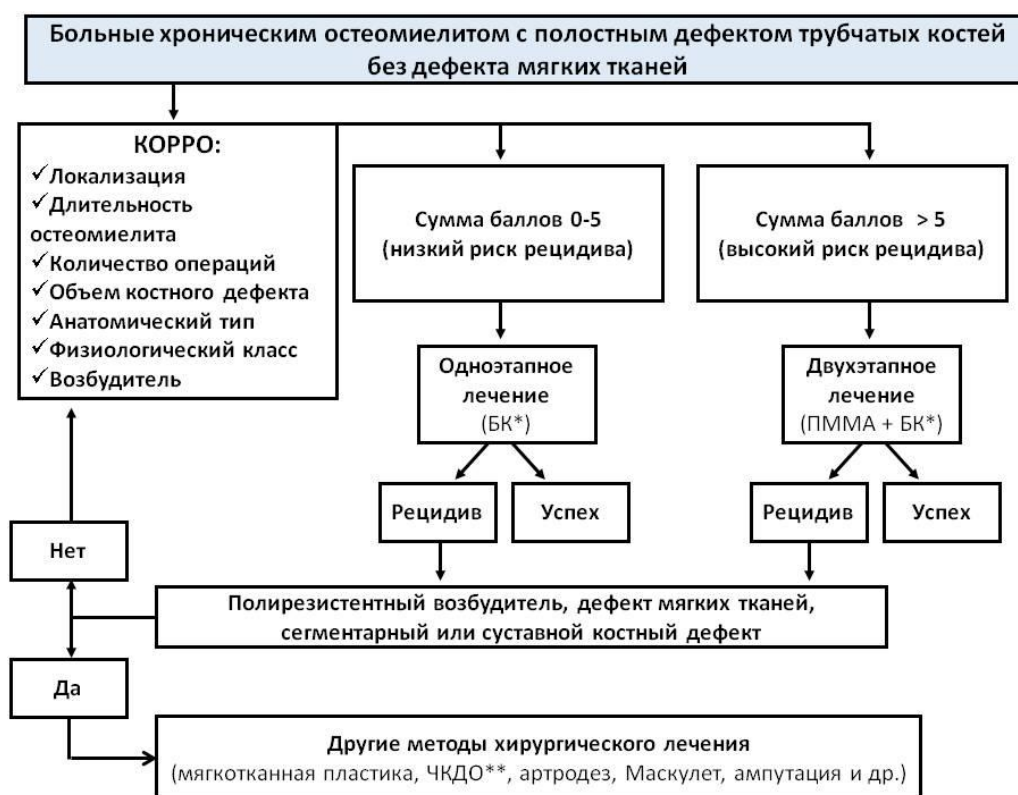 Больные хроническим остеомиелитом с полостным дефектом трубчатых костей
без дефекта мягких тканей
КОРРО:
✓Локализация
✓Длительность
остеомиелита
✓Количество операций
✓Объем костного дефекта
✓Анатомический тип
✓Физиологический класс
✓Возбудитель
Сумма баллов 0-5
(низкий риск рецидива)
Сумма баллов > 5
(высокий риск рецидива)
Одноэтапное
лечение
(БК*)
Двухэтапное
лечение
(ПММА + БК*)
Рецидив
Успех
Рецидив
Успех
Нет
Полирезистентный возбудитель, дефект мягких тканей,
сегментарный или суставной костный дефект
Да
Другие методы хирургического лечения
(мягкотканная пластика, ЧКДО**, артродез, Маскулет, ампутация и др.)